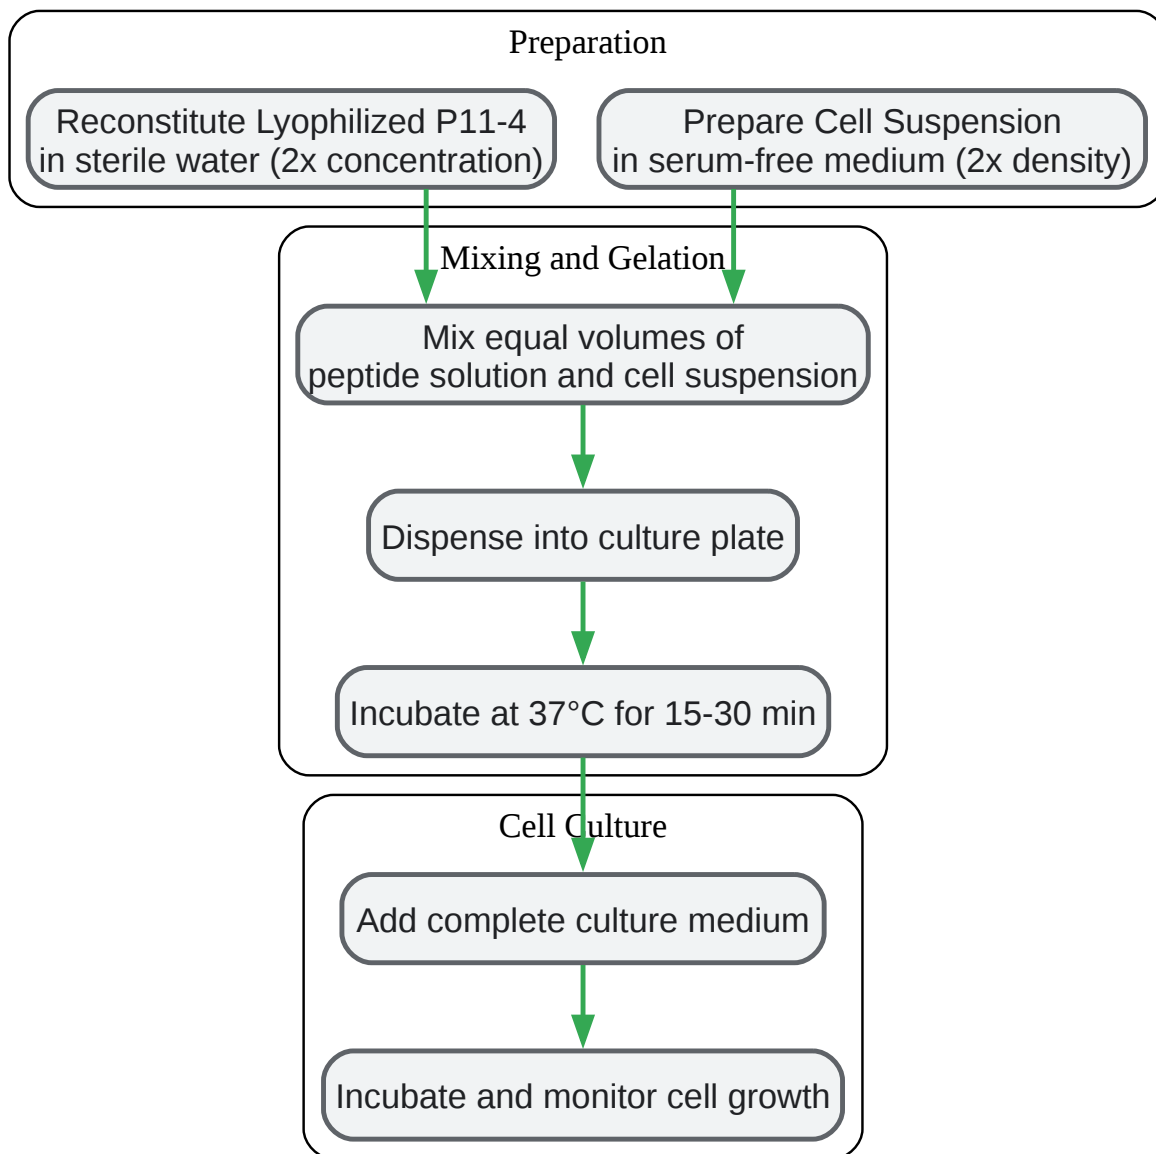 Preparation
Reconstitute Lyophilized P11-4
in sterile water (2x concentration)
Prepare Cell Suspension
in serum-free medium (2x density)
Mixing and Gelation
Mix equal volumes of
peptide solution and cell suspension
Dispense into culture plate
Incubate at 37°C for 15-30 min
Cell Culture
Add complete culture medium
Incubate and monitor cell growth